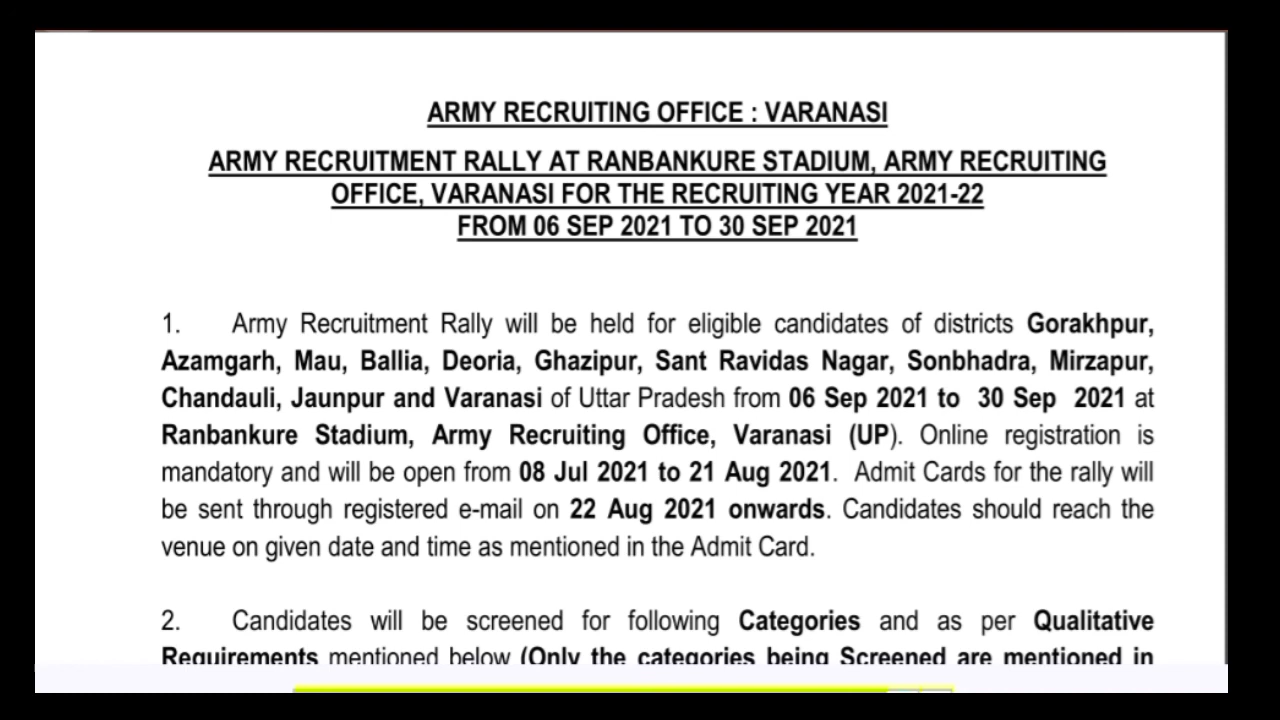 ARMY RECRUITING OFFICE : VARANASI
ARMY RECRUITMENT RALLY AT RANBANKURE STADIUM, ARMY RECRUITING
OFFICE, VARANASI FOR THE RECRUITING YEAR 2021-22
FROM 06 SEP 2021 TO 30 SEP 2021
1. Army Recruitment Rally will be held for eligible candidates of districts Gorakhpur,
Azamgarh, Mau, Ballia, Deoria, Ghazipur, Sant Ravidas Nagar, Sonbhadra, Mirzapur,
Chandauli, Jaunpur and Varanasi of Uttar Pradesh from 06 Sep 2021 to 30 Sep 2021 at
Ranbankure Stadium, Army Recruiting Office, Varanasi (UP). Online registration is
mandatory and will be open from 08 Jul 2021 to 21 Aug 2021. Admit Cards for the rally will
be sent through registered e-mail on 22 Aug 2021 onwards. Candidates should reach the
venue on given date and time as mentioned in the Admit Card.
2. Candidates will be screened for following Categories and as per Qualitative
Requirements mentioned below (Only the categories being Screened are mentioned in